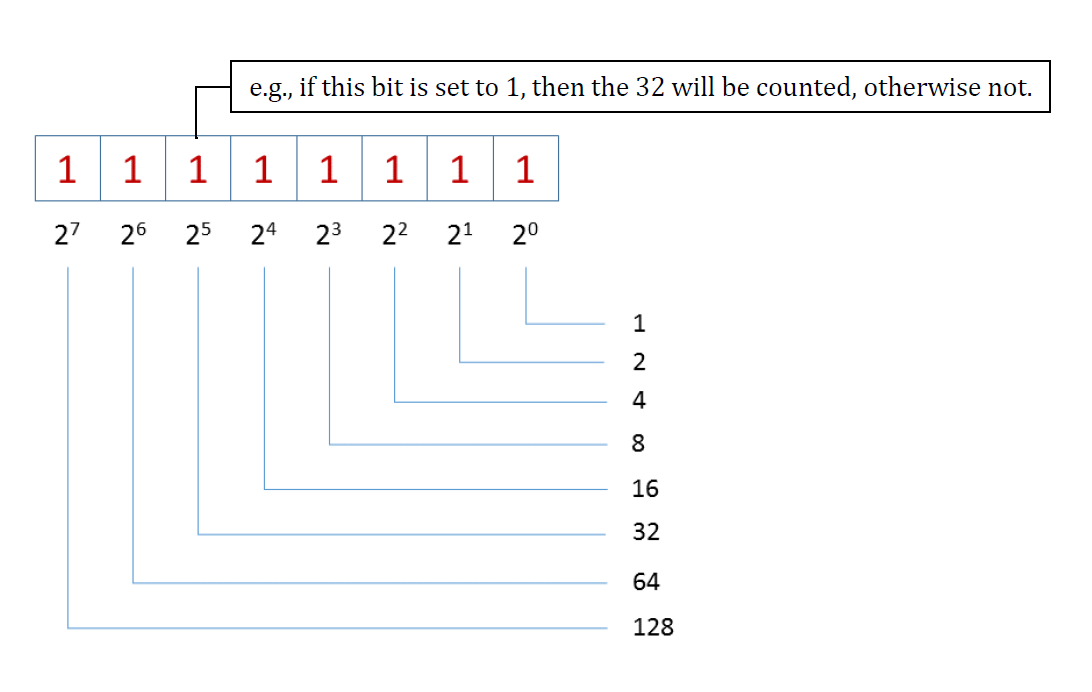 e.g., if this bit is set to 1, then the 32 will be counted, otherwise not.
1 1 1 1 1 1 1 1
2⁷ 2⁶ 2⁵ 2⁴ 2³ 2² 2¹ 2⁰
1
2
4
8
16
32
64
128